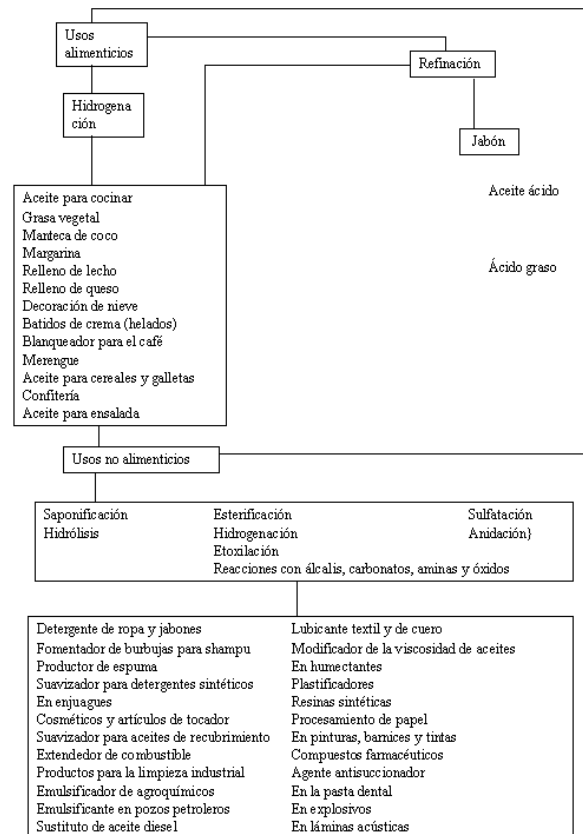 Usos
alimenticios
Refinación
Hidrogena
ción
Jabón
Aceite ácido
Ácido graso
Aceite para cocinar
Grasa vegetal
Manteca de coco
Margarina
Relleno de lecho
Relleno de queso
Decoración de nieve
Batidos de crema (helados)
Blanqueador para el café
Merengue
Aceite para cereales y galletas
Confitería
Aceite para ensalada
Usos no alimenticios
Saponificación
Hidrólisis
Esterificación
Hidrogenación
Etoxilación
Reacciones con álcalis, carbonatos, aminas y óxidos
Sulfatación
Anidación}
Detergente de ropa y jabones
Fomentador de burbujas para shampu
Productor de espuma
Suavizador para detergentes sintéticos
En enjuagues
Cosméticos y artículos de tocador
Suavizador para aceites de recubrimiento
Extendedor de combustible
Productos para la limpieza industrial
Emulsificador de agroquímicos
Emulsificante en pozos petroleros
Sustituto de aceite diesel
Lubicante textil y de cuero
Modificador de la viscosidad de aceites
En humectantes
Plastificadores
Resinas sintéticas
Procesamiento de papel
En pinturas, barnices y tintas
Compuestos farmacéuticos
Agente antisuccionador
En la pasta dental
En explosivos
En láminas acústicas